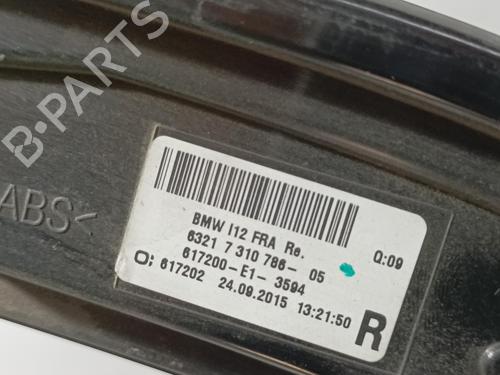 B-PARTS
ABS<
BMW I12 FRA Re.
6321 7 310 786- 05
Q:09
617200-E1- 3594
O; 617202 24.09.2015 13:21:50
R